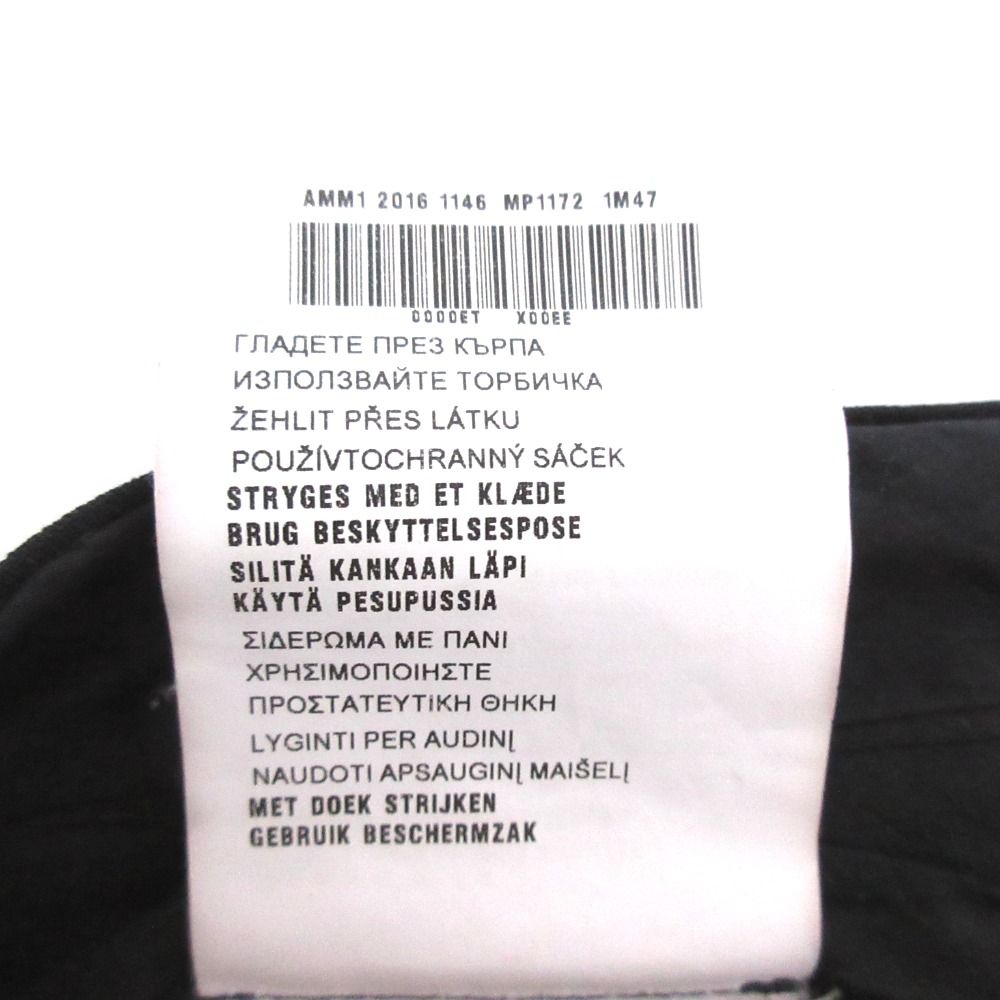 AMM1 2016 1146 MP1172 1M47
0000ET X00EE
ГЛАДЕТЕ ПРЕЗ КЪРПА
ИЗПОЛЗВАЙТЕ ТОРБИЧКА
ŽEHLIT PŘES LÁTKU
POUŽÍVTOCHRANNÝ SÁČEK
STRYGES MED ET KLÆDE
BRUG BESKYTTELSESPOSE
SILITÄ KANKAAN LÄPI
KÄYTÄ PESUPUSSIA
ΣΙΔΕΡΩΜΑ ΜΕ ΠΑΝΙ
ΧΡΗΣΙΜΟΠΟΙΗΣΤΕ
ΠΡΟΣΤΑΤΕΥΤΙΚΗ ΘΗΚΗ
LYGINTI PER AUDINĮ
NAUDOTI APSAUGINĮ MAIŠELĮ
MET DOEK STRIJKEN
GEBRUIK BESCHERMZAK